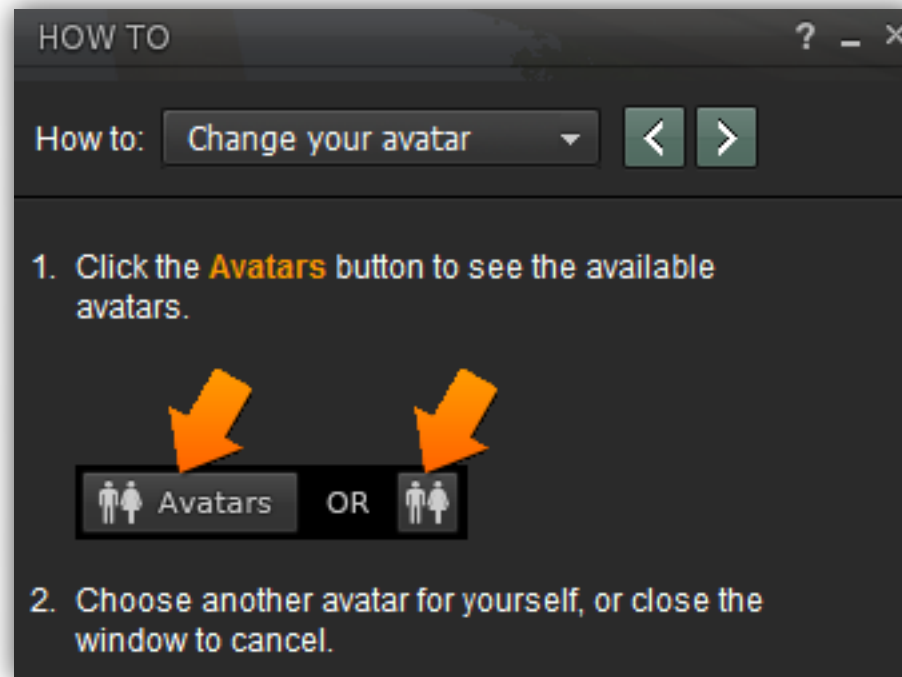 HOW TO
How to: Change your avatar
1. Click the Avatars button to see the available
avatars.
Avatars OR
2. Choose another avatar for yourself, or close the
window to cancel.